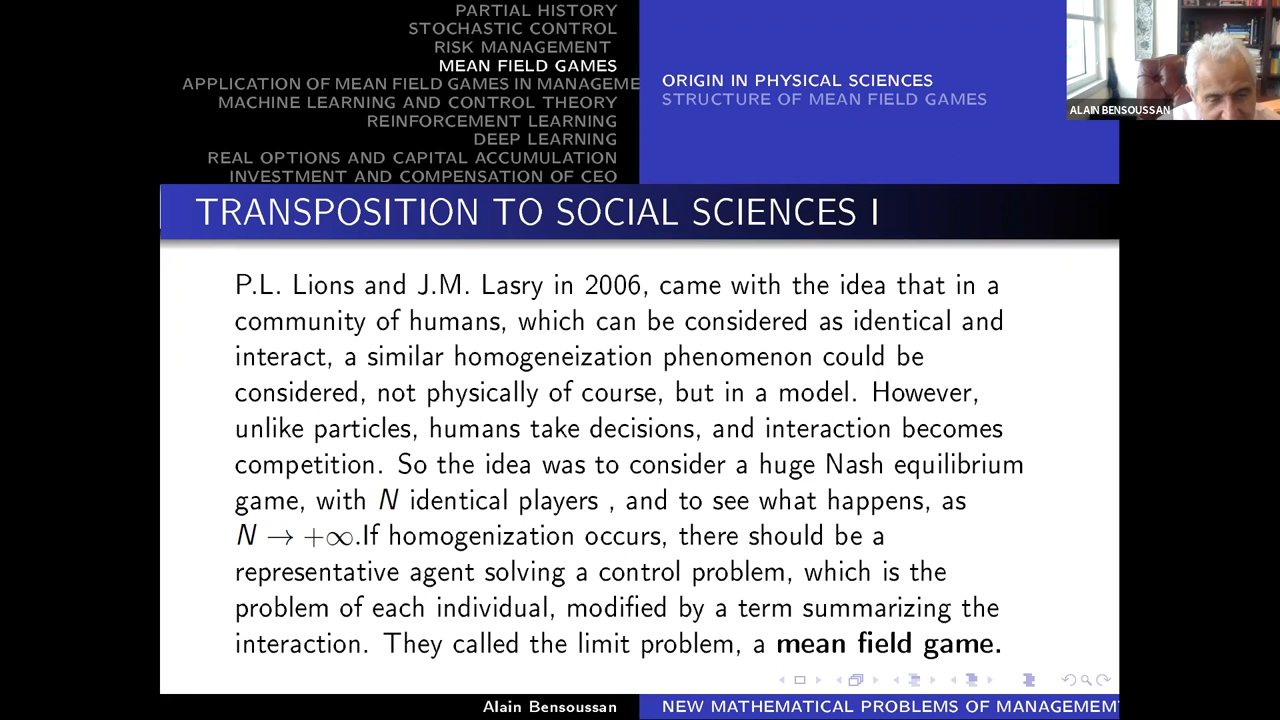 PARTIAL HISTORY
STOCHASTIC CONTROL
RISK MANAGEMENT
MEAN FIELD GAMES
APPLICATION OF MEAN FIELD GAMES IN MANAGEME
MACHINE LEARNING AND CONTROL THEORY
REINFORCEMENT LEARNING
DEEP LEARNING
REAL OPTIONS AND CAPITAL ACCUMULATION
INVESTMENT AND COMPENSATION OF CEO
ORIGIN IN PHYSICAL SCIENCES
STRUCTURE OF MEAN FIELD GAMES
ALAIN BENSOUSSAN
TRANSPOSITION TO SOCIAL SCIENCES I
P.L. Lions and J.M. Lasry in 2006, came with the idea that in a
community of humans, which can be considered as identical and
interact, a similar homogeneization phenomenon could be
considered, not physically of course, but in a model. However,
unlike particles, humans take decisions, and interaction becomes
competition. So the idea was to consider a huge Nash equilibrium
game, with N identical players , and to see what happens, as
N → +∞.If homogenization occurs, there should be a
representative agent solving a control problem, which is the
problem of each individual, modified by a term summarizing the
interaction. They called the limit problem, a mean field game.
Alain Bensoussan
NEW MATHEMATICAL PROBLEMS OF MANAGEMENT